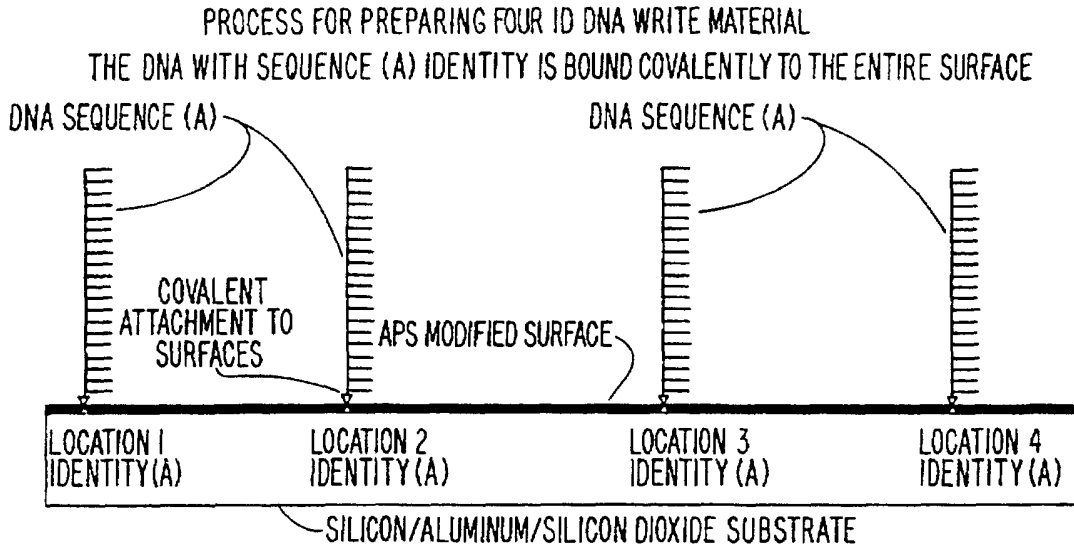 PROCESS FOR PREPARING FOUR ID DNA WRITE MATERIAL
THE DNA WITH SEQUENCE (A) IDENTITY IS BOUND COVALENTLY TO THE ENTIRE SURFACE
DNA SEQUENCE (A)
DNA SEQUENCE (A)
COVALENT
ATTACHMENT TO
SURFACES
APS MODIFIED SURFACE
LOCATION 1
IDENTITY (A)
LOCATION 2
IDENTITY (A)
LOCATION 3
IDENTITY (A)
LOCATION 4
IDENTITY (A)
SILICON/ALUMINUM/SILICON DIOXIDE SUBSTRATE